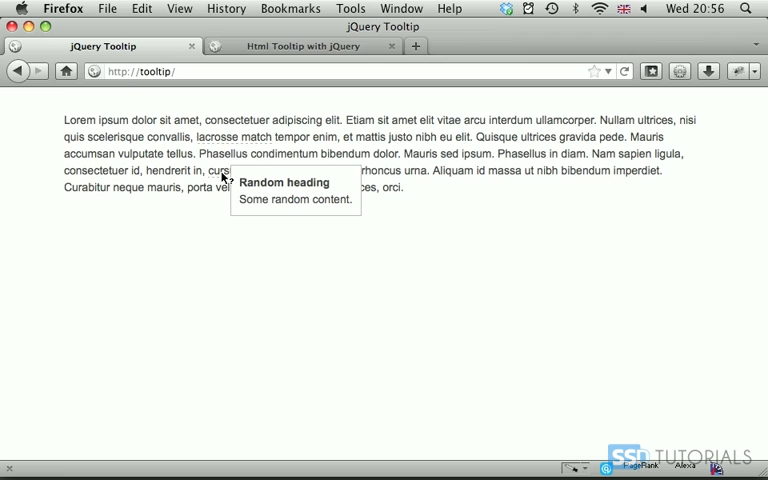 Firefox File Edit View History Bookmarks Tools Window Help Wed 20:56
jQuery Tooltip
jQuery Tooltip Html Tooltip with jQuery
http://tooltip/
Lorem ipsum dolor sit amet, consectetuer adipiscing elit. Etiam sit amet elit vitae arcu interdum ullamcorper. Nullam ultrices, nisi
quis scelerisque convallis, lacrosse match tempor enim, et mattis justo nibh eu elit. Quisque ultrices gravida pede. Mauris
accumsan vulputate tellus. Phasellus condimentum bibendum dolor. Mauris sed ipsum. Phasellus in diam. Nam sapien ligula,
consectetuer id, hendrerit in, curs rhoncus urna. Aliquam id massa ut nibh bibendum imperdiet.
Curabitur neque mauris, porta vel ces, orci.
Random heading
Some random content.
SSD TUTORIALS
PageRank Alexa